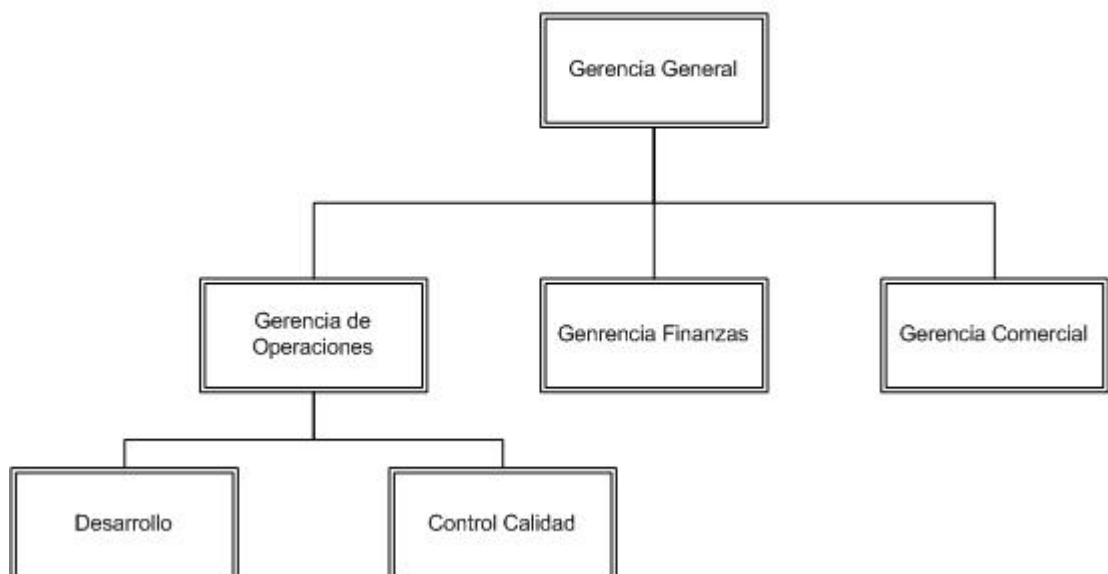 Gerencia General
Gerencia de
Operaciones
Genrencia Finanzas
Gerencia Comercial
Desarrollo
Control Calidad